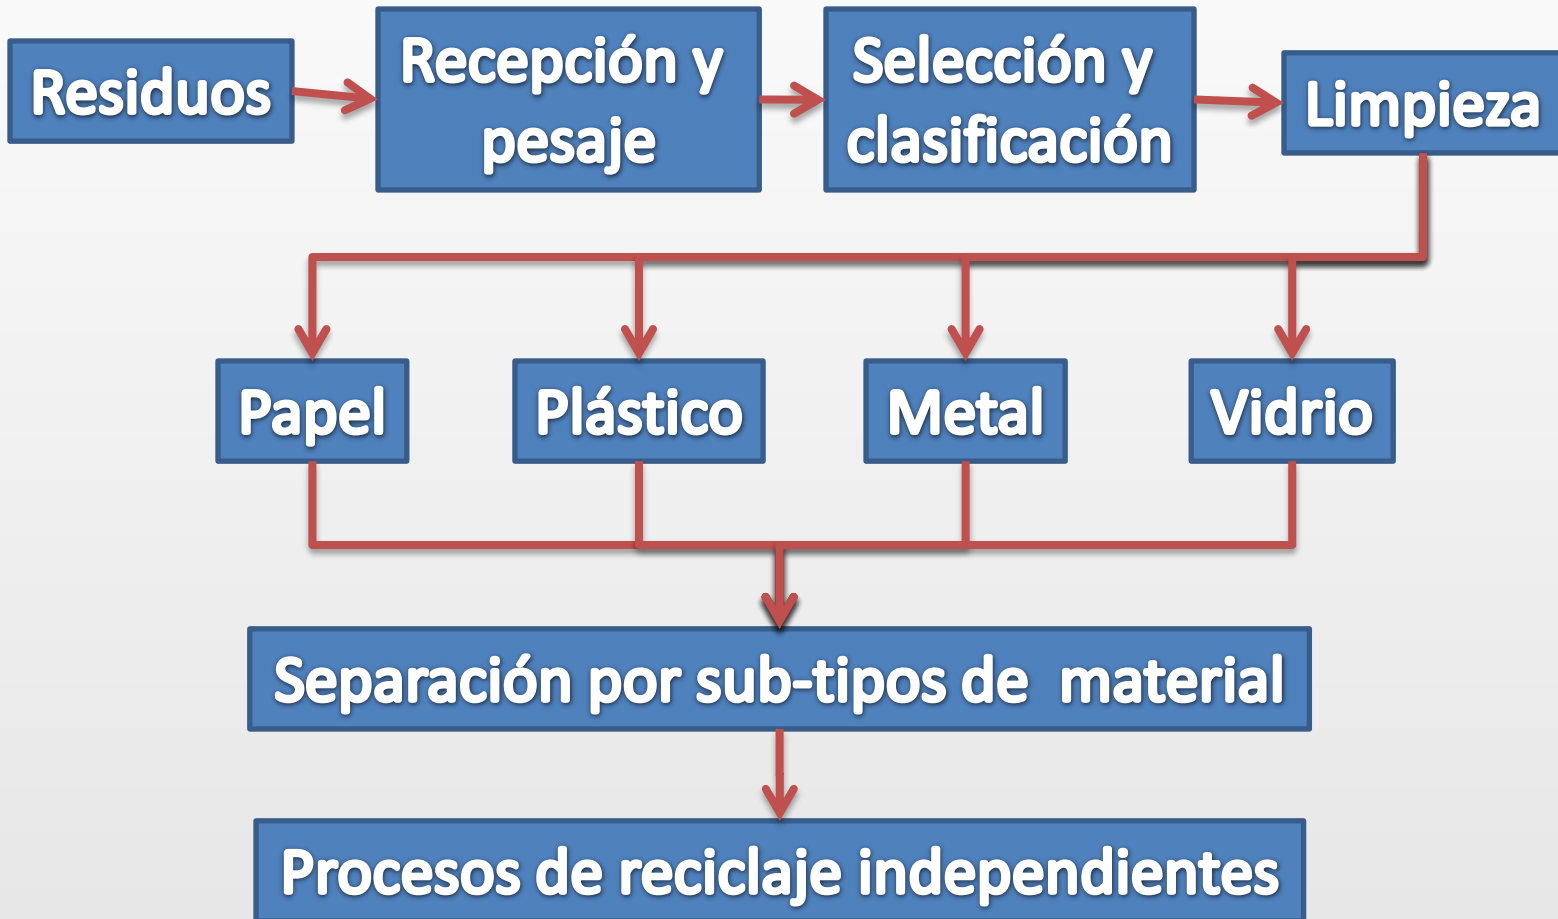 Residuos
Recepción y
pesaje
Selección y
clasificación
Limpieza
Papel
Plástico
Metal
Vidrio
Separación por sub-tipos de  material
Procesos de reciclaje independientes